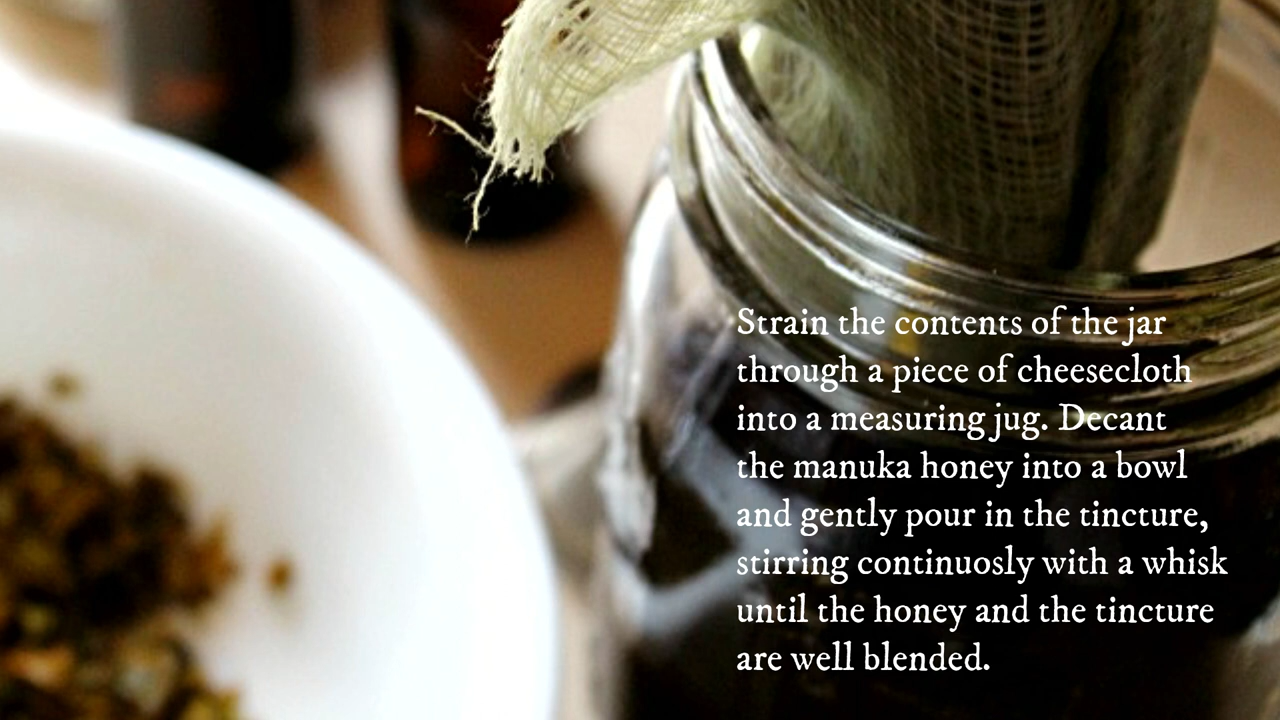 Strain the contents of the jar
through a piece of cheesecloth
into a measuring jug. Decant
the manuka honey into a bowl
and gently pour in the tincture,
stirring continuosly with a whisk
until the honey and the tincture
are well blended.